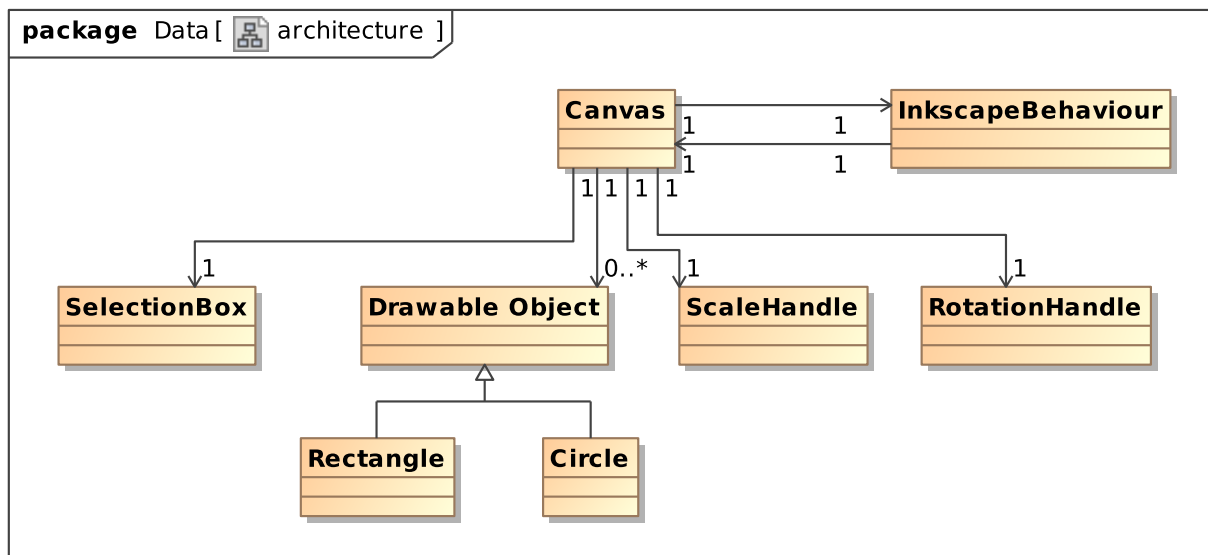 package Data [ architecture ]
Canvas
InkscapeBehaviour
1
1
1
1
1
1
1
1
1
0..*
1
1
SelectionBox
Drawable Object
ScaleHandle
RotationHandle
Rectangle
Circle